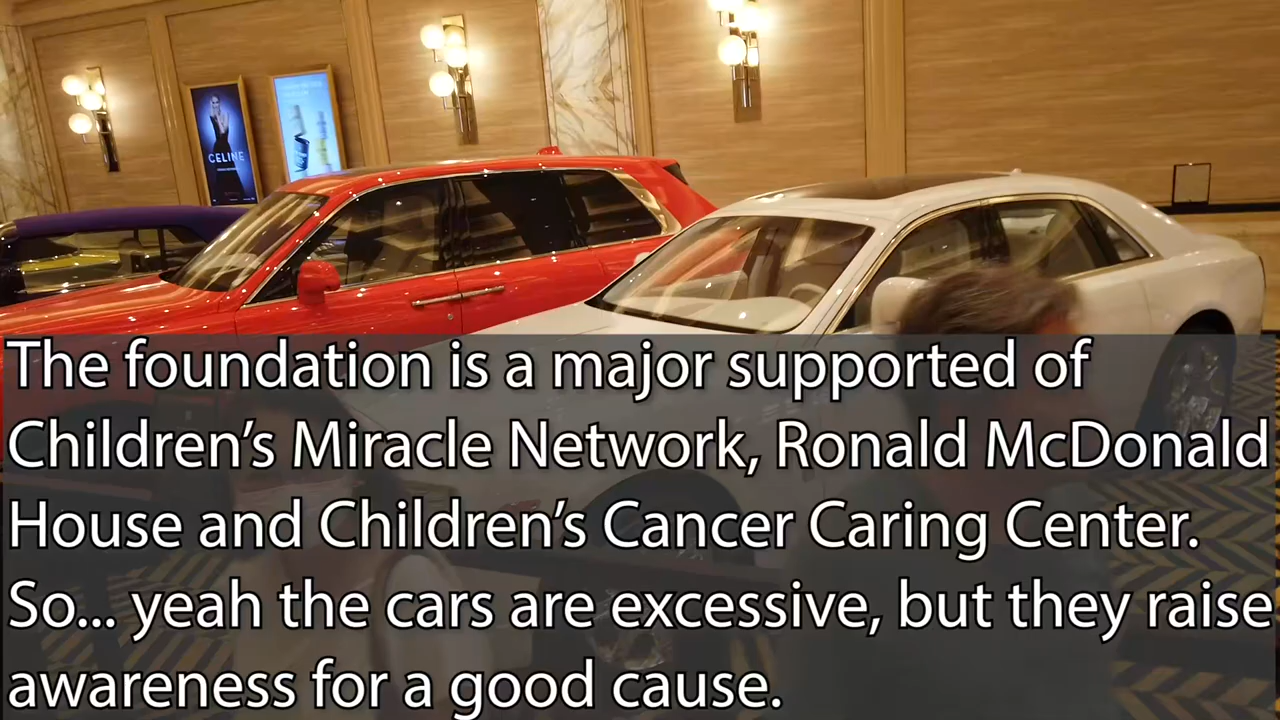 CELINE
The foundation is a major supported of
Children's Miracle Network, Ronald McDonald
House and Children's Cancer Caring Center.
So... yeah the cars are excessive, but they raise
awareness for a good cause.